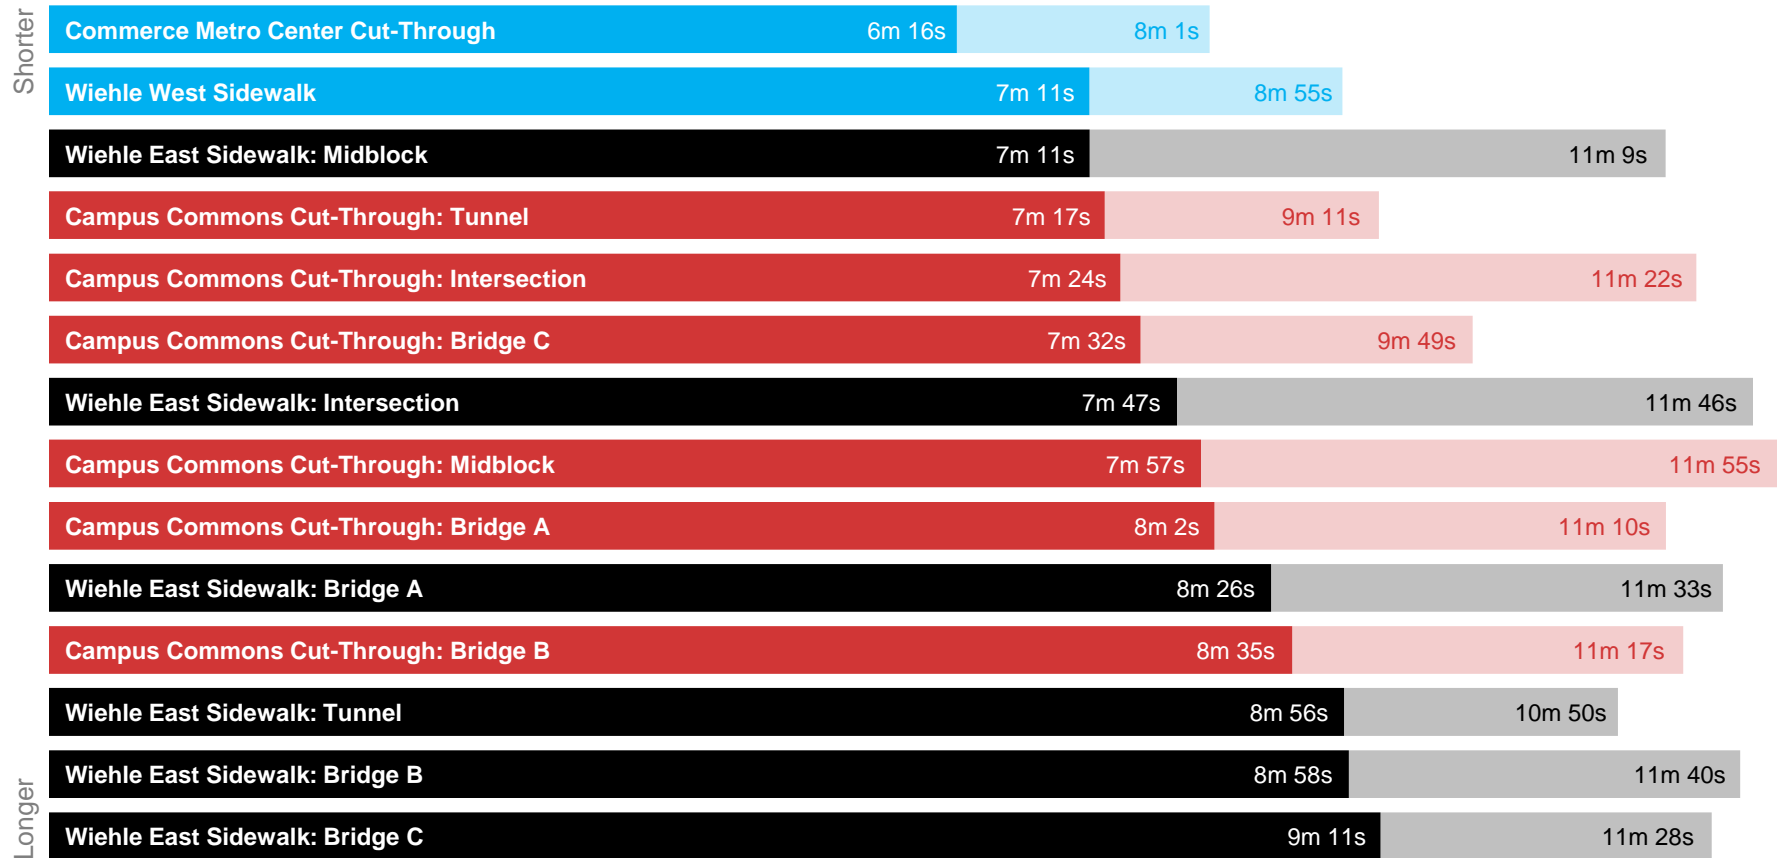 Shorter
Commerce Metro Center Cut-Through 6m 16s 8m 1s
Wiehle West Sidewalk 7m 11s 8m 55s
Wiehle East Sidewalk: Midblock 7m 11s 11m 9s
Campus Commons Cut-Through: Tunnel 7m 17s 9m 11s
Campus Commons Cut-Through: Intersection 7m 24s 11m 22s
Campus Commons Cut-Through: Bridge C 7m 32s 9m 49s
Wiehle East Sidewalk: Intersection 7m 47s 11m 46s
Campus Commons Cut-Through: Midblock 7m 57s 11m 55s
Campus Commons Cut-Through: Bridge A 8m 2s 11m 10s
Wiehle East Sidewalk: Bridge A 8m 26s 11m 33s
Campus Commons Cut-Through: Bridge B 8m 35s 11m 17s
Wiehle East Sidewalk: Tunnel 8m 56s 10m 50s
Wiehle East Sidewalk: Bridge B 8m 58s 11m 40s
Wiehle East Sidewalk: Bridge C 9m 11s 11m 28s
Longer